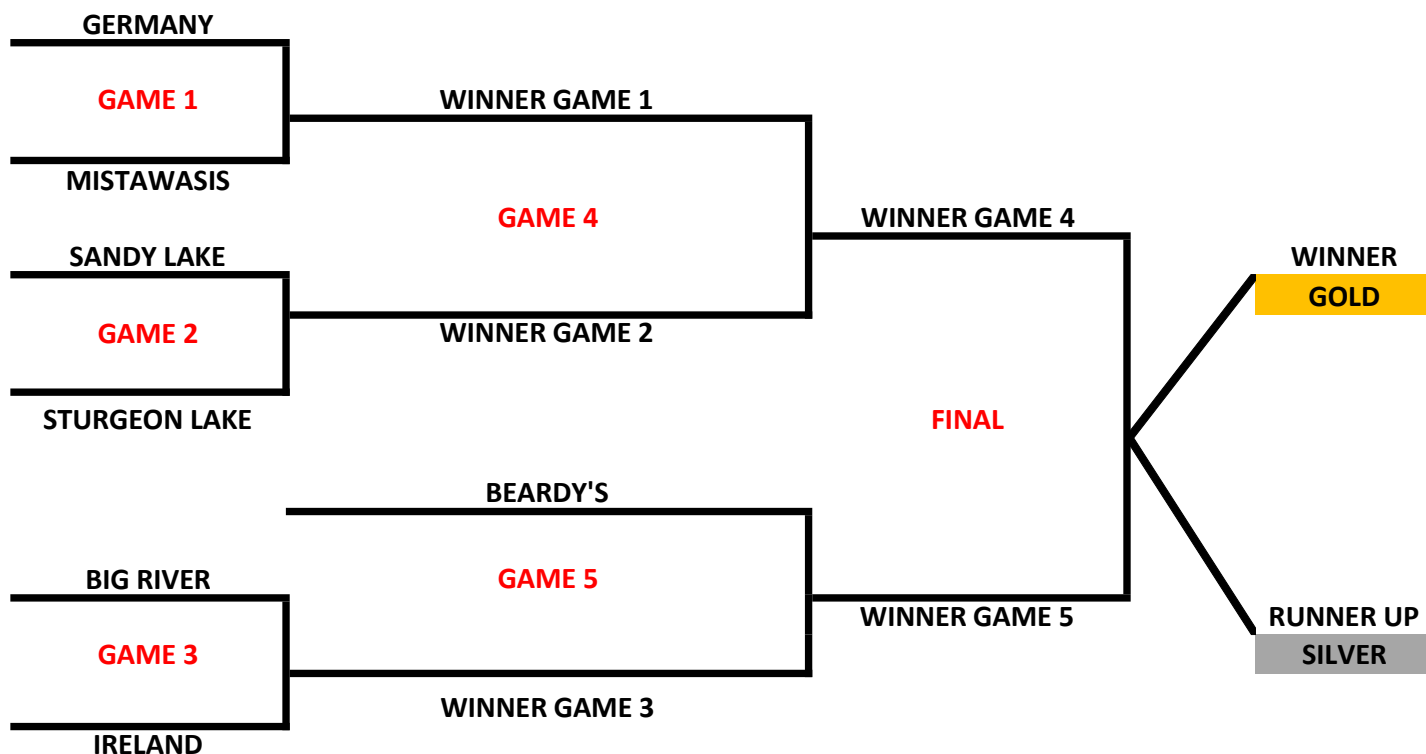 GERMANY
GAME 1
WINNER GAME 1
MISTAWASIS
GAME 4
WINNER GAME 4
SANDY LAKE
WINNER
GOLD
GAME 2
WINNER GAME 2
STURGEON LAKE
FINAL
BEARDY'S
BIG RIVER
GAME 5
WINNER GAME 5
RUNNER UP
SILVER
GAME 3
WINNER GAME 3
IRELAND